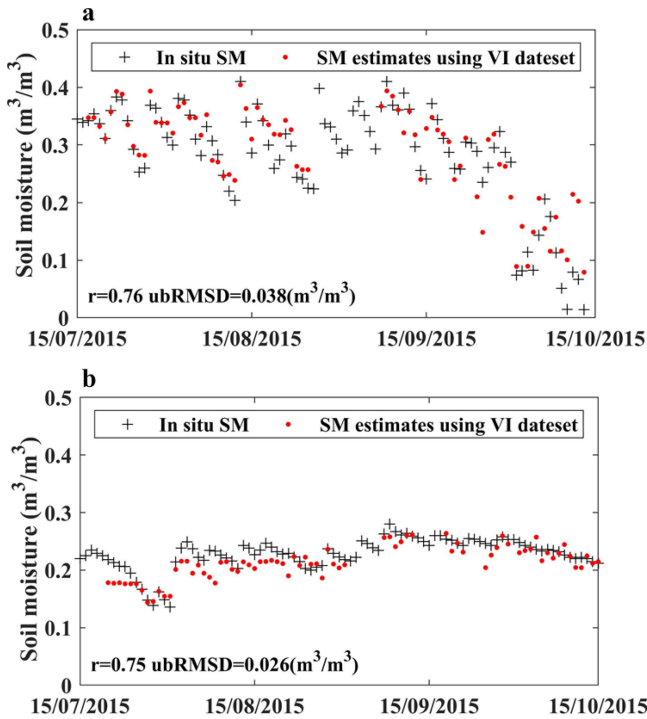 a
In situ SM
SM estimates using VI dateset
0.5
0.4
0.3
0.2
0.1
0
Soil moisture (m³/m³)
r=0.76 ubRMSD=0.038(m³/m³)
15/07/2015
15/08/2015
15/09/2015
15/10/2015
b
In situ SM
SM estimates using VI dateset
0.5
0.4
0.3
0.2
0.1
0
Soil moisture (m³/m³)
r=0.75 ubRMSD=0.026(m³/m³)
15/07/2015
15/08/2015
15/09/2015
15/10/2015